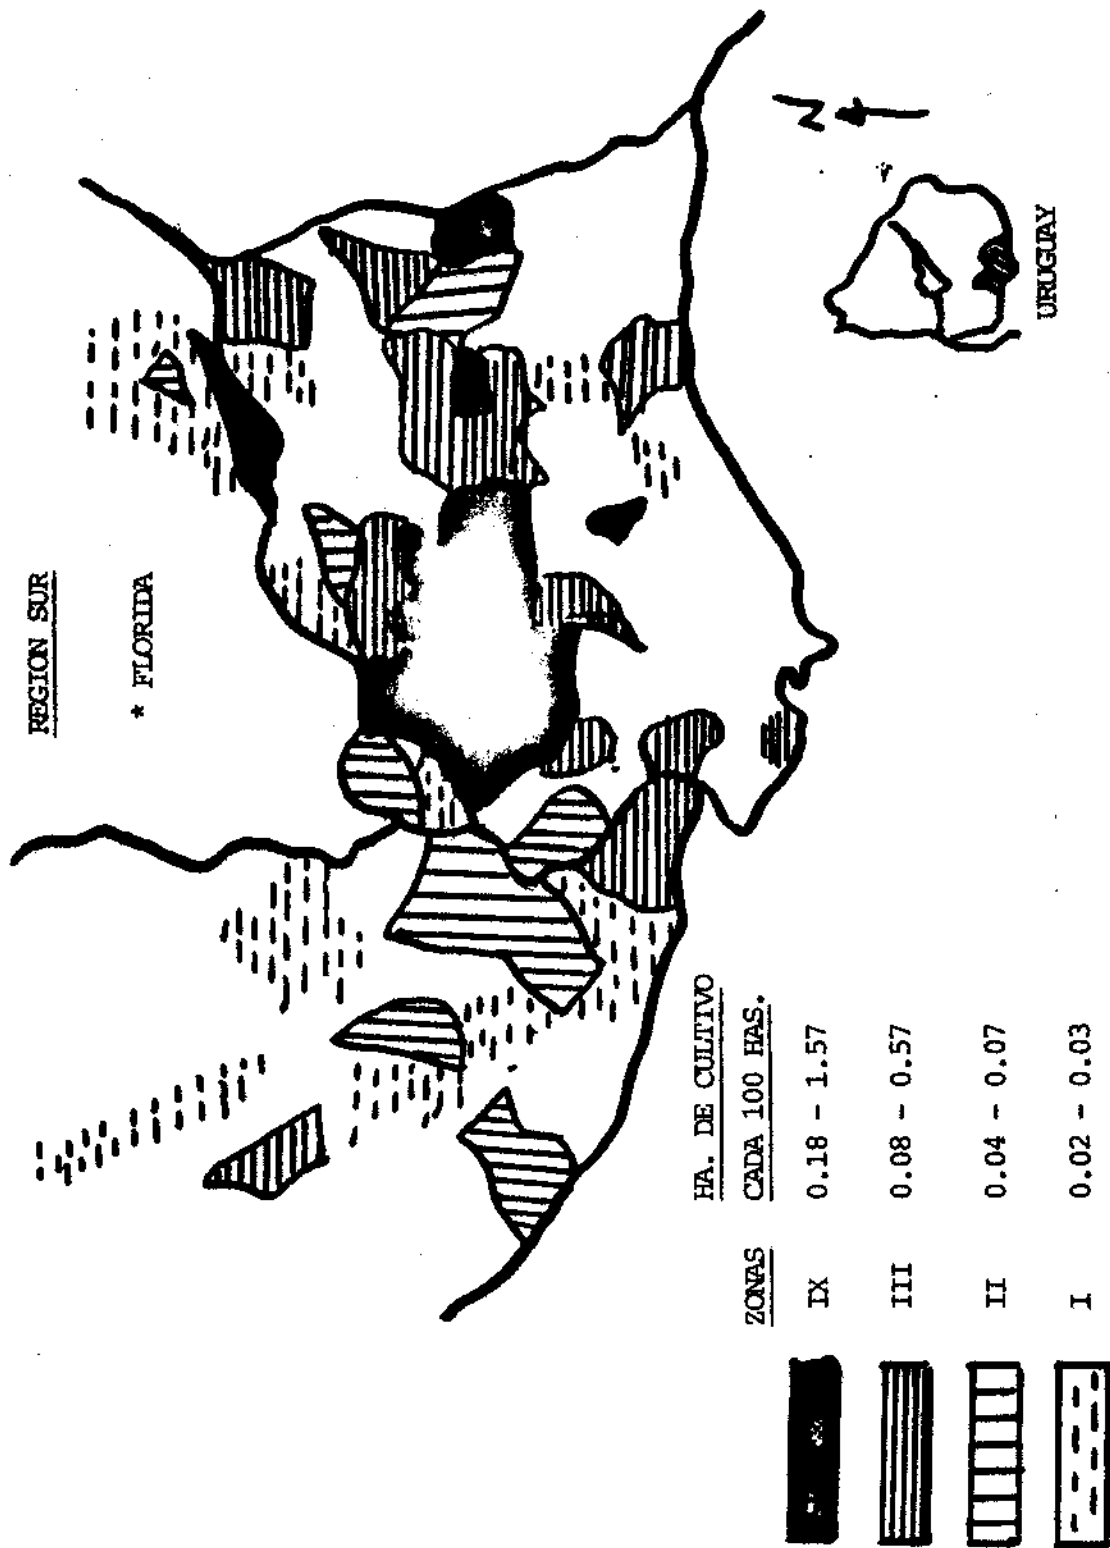 REGION SUR
* FLORIDA
N
URUGUAY
HA. DE CULTIVO
ZONAS CADA 100 HAS.
IX 0.18 - 1.57
III 0.08 - 0.57
II 0.04 - 0.07
I 0.02 - 0.03